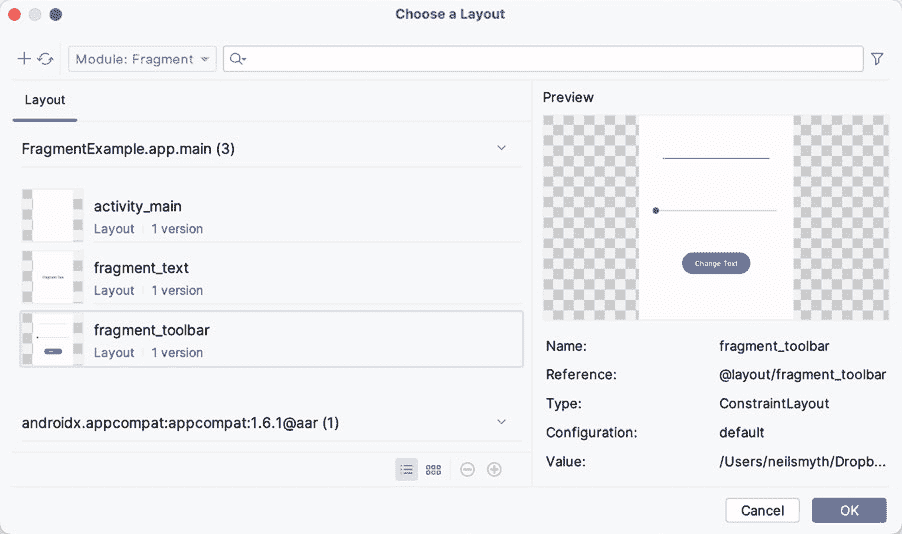 Choose a Layout
Module: Fragment
Layout
Preview
FragmentExample.app.main (3)
activity_main
Layout 1 version
fragment_text
Layout 1 version
fragment_toolbar
Layout 1 version
androidx.appcompat:appcompat:1.6.1@aar (1)
Change Text
Name: fragment_toolbar
Reference: @layout/fragment_toolbar
Type: ConstraintLayout
Configuration: default
Value: /Users/neilsmyth/Dropb...
Cancel OK